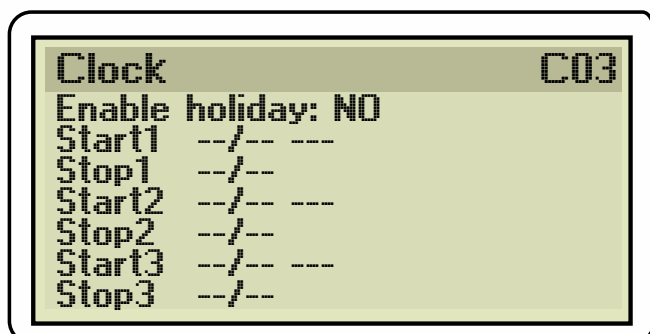 Clock C03
Enable holiday: NO
Start1 --/-- ---
Stop1 --/--
Start2 --/-- ---
Stop2 --/--
Start3 --/-- ---
Stop3 --/--